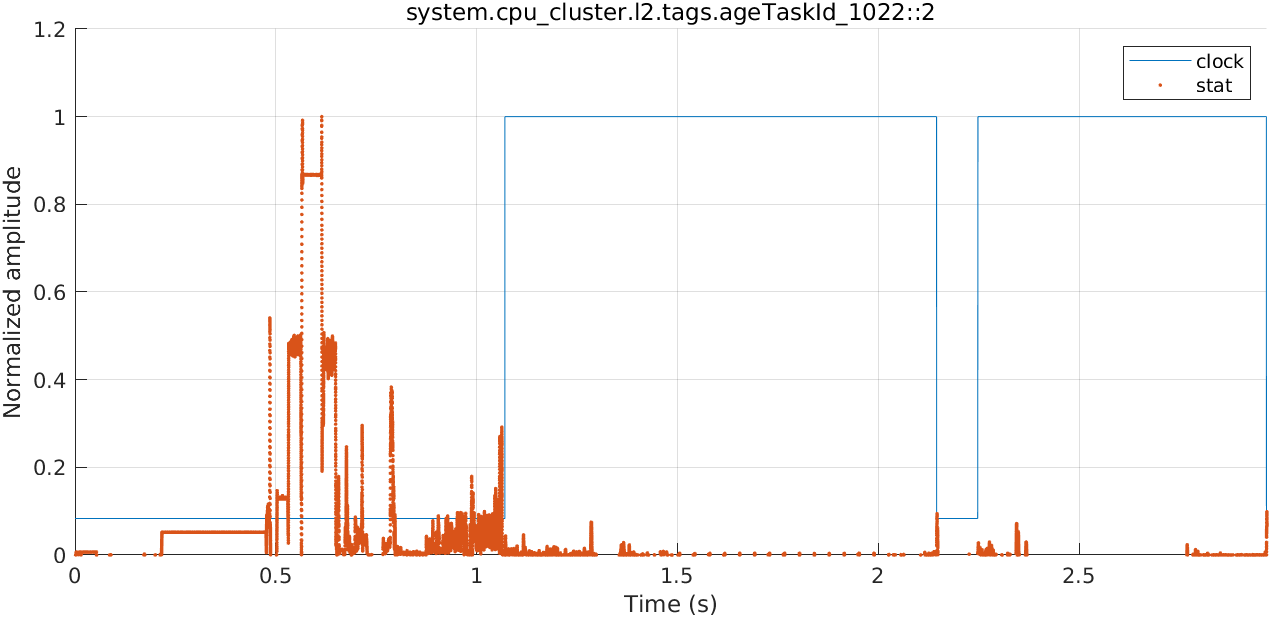 system.cpu_cluster.l2.tags.ageTaskId_1022::2
1.2
1
0.8
0.6
0.4
0.2
0
Normalized amplitude
clock
stat
0
0.5
1
1.5
2
2.5
Time (s)